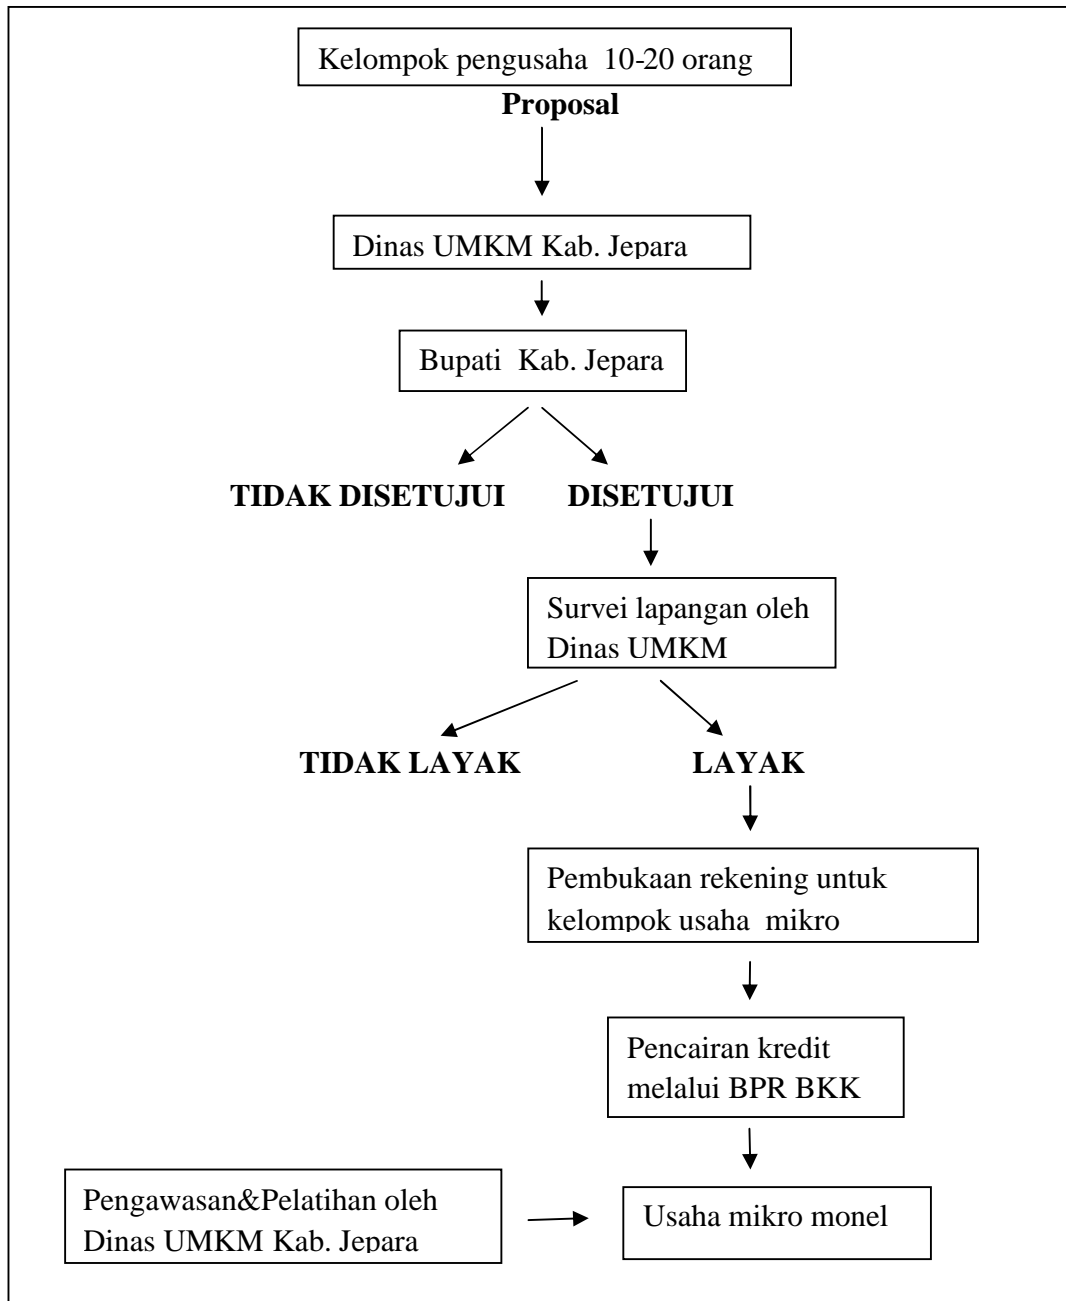 Kelompok pengusaha 10-20 orang
Proposal
Dinas UMKM Kab. Jepara
Bupati Kab. Jepara
TIDAK DISETUJUI DISETUJUI
Survei lapangan oleh
Dinas UMKM
TIDAK LAYAK LAYAK
Pembukaan rekening untuk
kelompok usaha mikro
Pencairan kredit
melalui BPR BKK
Pengawasan&Pelatihan oleh
Dinas UMKM Kab. Jepara
Usaha mikro monel